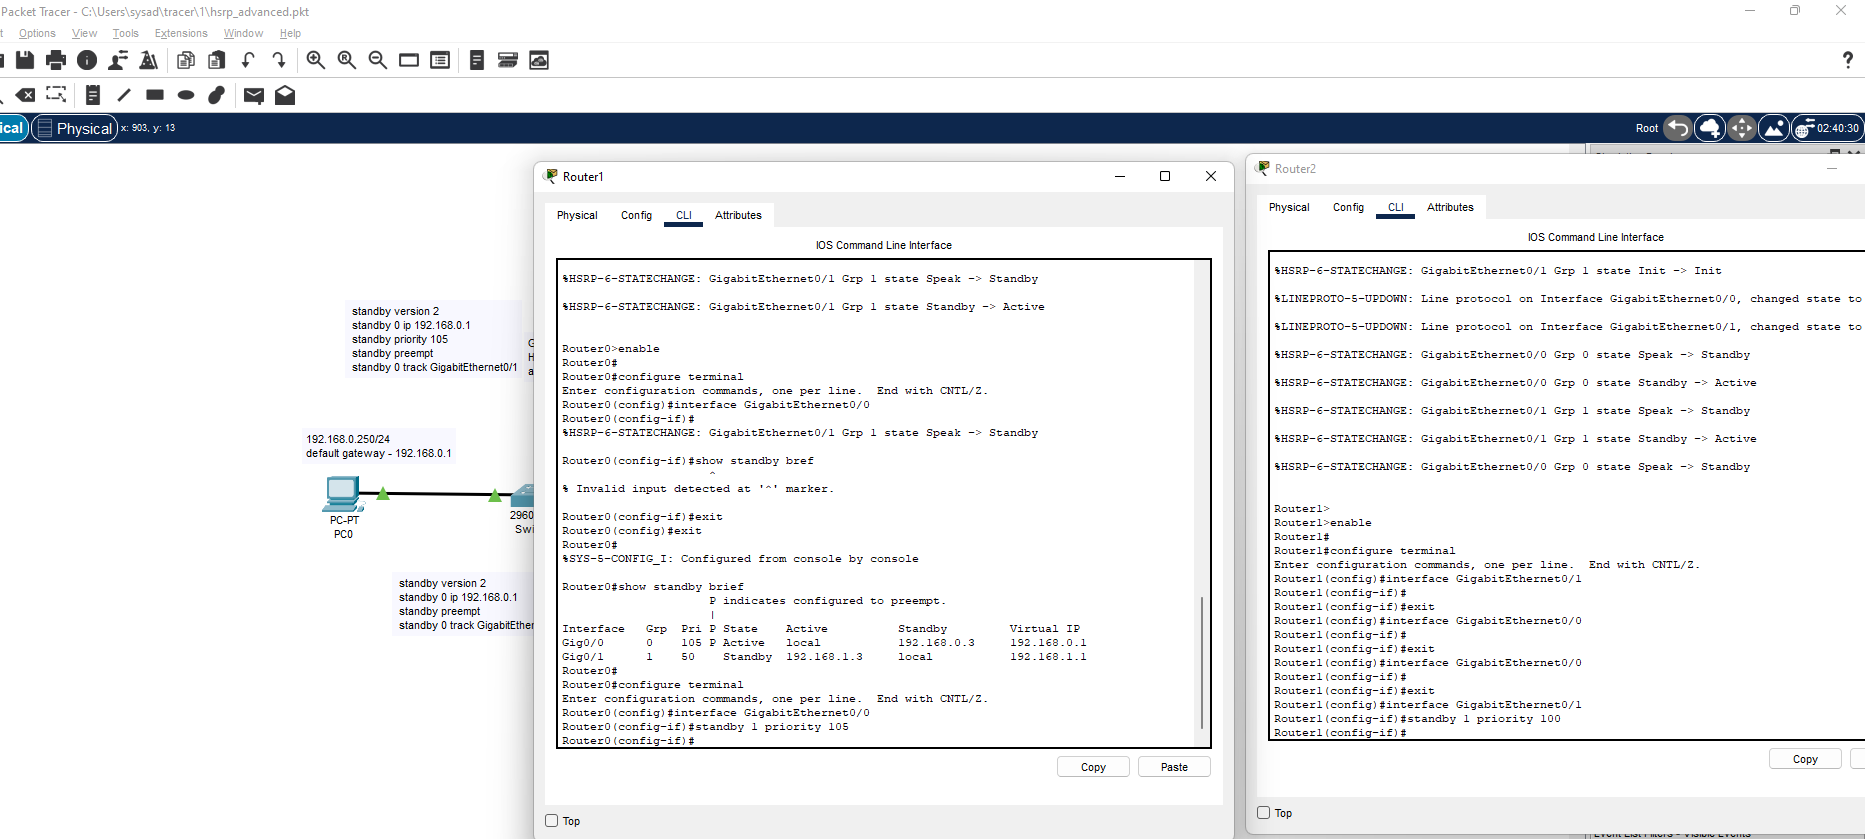 Packet Tracer - C:\Users\sysad\tracer\1\hsrp_advanced.pkt
t Options View Tools Extensions Window Help
?
ical Physical x: 903, y: 13
Root 02:40:30
standby version 2
standby 0 ip 192.168.0.1
standby priority 105
standby preempt
standby 0 track GigabitEthernet0/1
G
H
a
192.168.0.250/24
default gateway - 192.168.0.1
PC-PT
PC0
2960
Swi
standby version 2
standby 0 ip 192.168.0.1
standby preempt
standby 0 track GigabitEther
Router1
Physical Config CLI Attributes
IOS Command Line Interface
%HSRP-6-STATECHANGE: GigabitEthernet0/1 Grp 1 state Speak -> Standby
%HSRP-6-STATECHANGE: GigabitEthernet0/1 Grp 1 state Standby -> Active
Router0>enable
Router0#
Router0#configure terminal
Enter configuration commands, one per line.  End with CNTL/Z.
Router0(config)#interface GigabitEthernet0/0
Router0(config-if)#
%HSRP-6-STATECHANGE: GigabitEthernet0/1 Grp 1 state Speak -> Standby
Router0(config-if)#show standby bref
^
% Invalid input detected at '^' marker.
Router0(config-if)#exit
Router0(config)#exit
Router0#
%SYS-5-CONFIG_I: Configured from console by console
Router0#show standby brief
P indicates configured to preempt.
|
Interface   Grp  Pri P State   Active          Standby         Virtual IP
Gig0/0      0    105 P Active  local           192.168.0.3     192.168.0.1
Gig0/1      1    50    Standby 192.168.1.3     local           192.168.1.1
Router0#
Router0#configure terminal
Enter configuration commands, one per line.  End with CNTL/Z.
Router0(config)#interface GigabitEthernet0/0
Router0(config-if)#standby 1 priority 105
Router0(config-if)#
Copy Paste
Top
Router2
Physical Config CLI Attributes
IOS Command Line Interface
%HSRP-6-STATECHANGE: GigabitEthernet0/1 Grp 1 state Init -> Init
%LINEPROTO-5-UPDOWN: Line protocol on Interface GigabitEthernet0/0, changed state to
%LINEPROTO-5-UPDOWN: Line protocol on Interface GigabitEthernet0/1, changed state to
%HSRP-6-STATECHANGE: GigabitEthernet0/0 Grp 0 state Speak -> Standby
%HSRP-6-STATECHANGE: GigabitEthernet0/0 Grp 0 state Standby -> Active
%HSRP-6-STATECHANGE: GigabitEthernet0/1 Grp 1 state Speak -> Standby
%HSRP-6-STATECHANGE: GigabitEthernet0/1 Grp 1 state Standby -> Active
%HSRP-6-STATECHANGE: GigabitEthernet0/0 Grp 0 state Speak -> Standby
Router1>
Router1>enable
Router1#
Router1#configure terminal
Enter configuration commands, one per line.  End with CNTL/Z.
Router1(config)#interface GigabitEthernet0/1
Router1(config-if)#
Router1(config-if)#exit
Router1(config)#interface GigabitEthernet0/0
Router1(config-if)#
Router1(config-if)#exit
Router1(config)#interface GigabitEthernet0/0
Router1(config-if)#
Router1(config-if)#exit
Router1(config)#interface GigabitEthernet0/1
Router1(config-if)#standby 1 priority 100
Router1(config-if)#
Copy
Top
Event List Filters - Visible Events